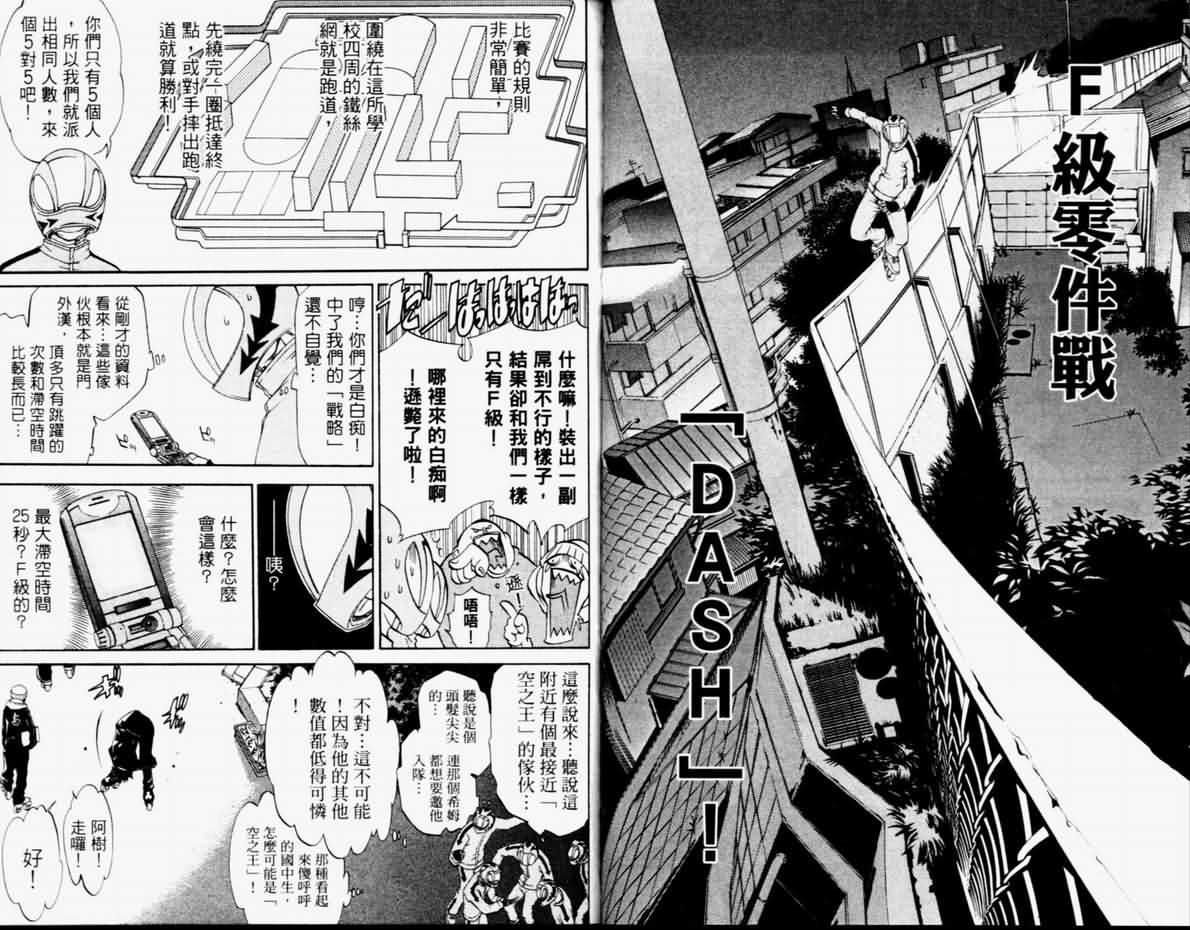 F級零件戰
「DASH」！
比賽的規則
非常簡單，
圍繞在這所學
校四周的鐵絲
網就是跑道，
先繞完一圈抵達終
點，或對手摔出跑
道就算勝利！
你們只有5個人
，所以我們就派
出相同人數，來
個5對5吧！
什麼嘛！裝出一副
屌到不行的樣子，
結果卻和我們一樣
只有F級！
哪裡來的白痴啊
！遜斃了啦！
遜！
唔唔！
哼…你們才是白痴！
中了我們的「戰略」
還不自覺…
從剛才的資料
看來…這些傢
伙根本就是門
外漢，
頂多只有跳躍的
次數和滯空時間
比較長而已…
咦？
什麼？怎麼
會這樣？
最大滯空時間
25秒？F級的？
這麼說來…聽說這
附近有個最接近「
空之王」的傢伙…
聽說是個
頭髮尖尖
的…
連那個希姆
都想要邀他
入隊…
不對…這不可能
！因為他的其他
數值都低得可憐
！
那種看起
來傻呼呼
的國中生，
怎麼可能是「
空之王」！
阿樹！
走囉！
好！